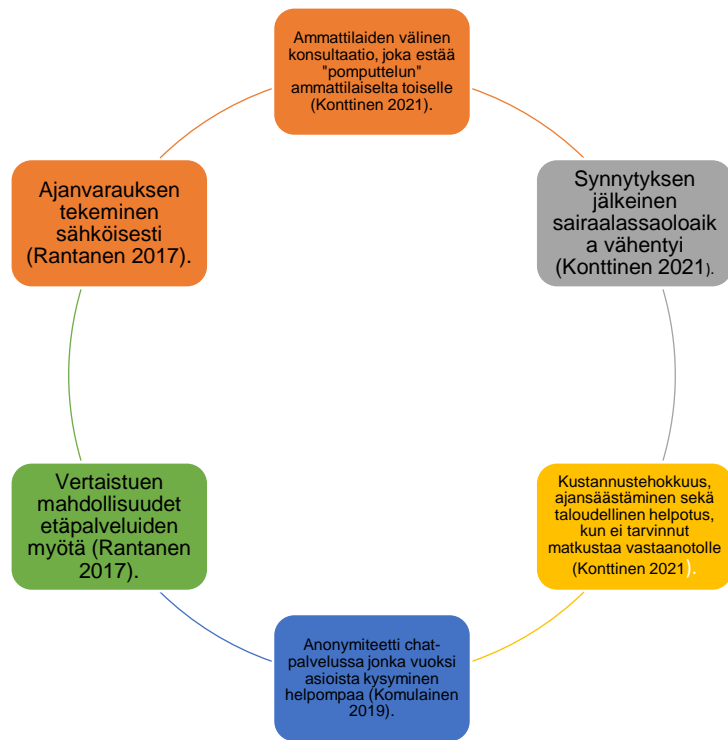 Ammattilaiden välinen
konsultaatio, joka estää
"pomputtelun"
ammattilaiselta toiselle
(Konttinen 2021).
Synnytyksen
jälkeinen
sairaalassaoloaik
a vähentyi
(Konttinen 2021).
Kustannustehokkuus,
ajansäästäminen sekä
taloudellinen helpotus,
kun ei tarvinnut
matkustaa vastaanotolle
(Konttinen 2021).
Anonymiteetti chat-
palvelussa jonka vuoksi
asioista kysyminen
helpompaa (Komulainen
2019).
Vertaistuen
mahdollisuudet
etäpalveluiden
myötä (Rantanen
2017).
Ajanvarauksen
tekeminen
sähköisesti
(Rantanen 2017).